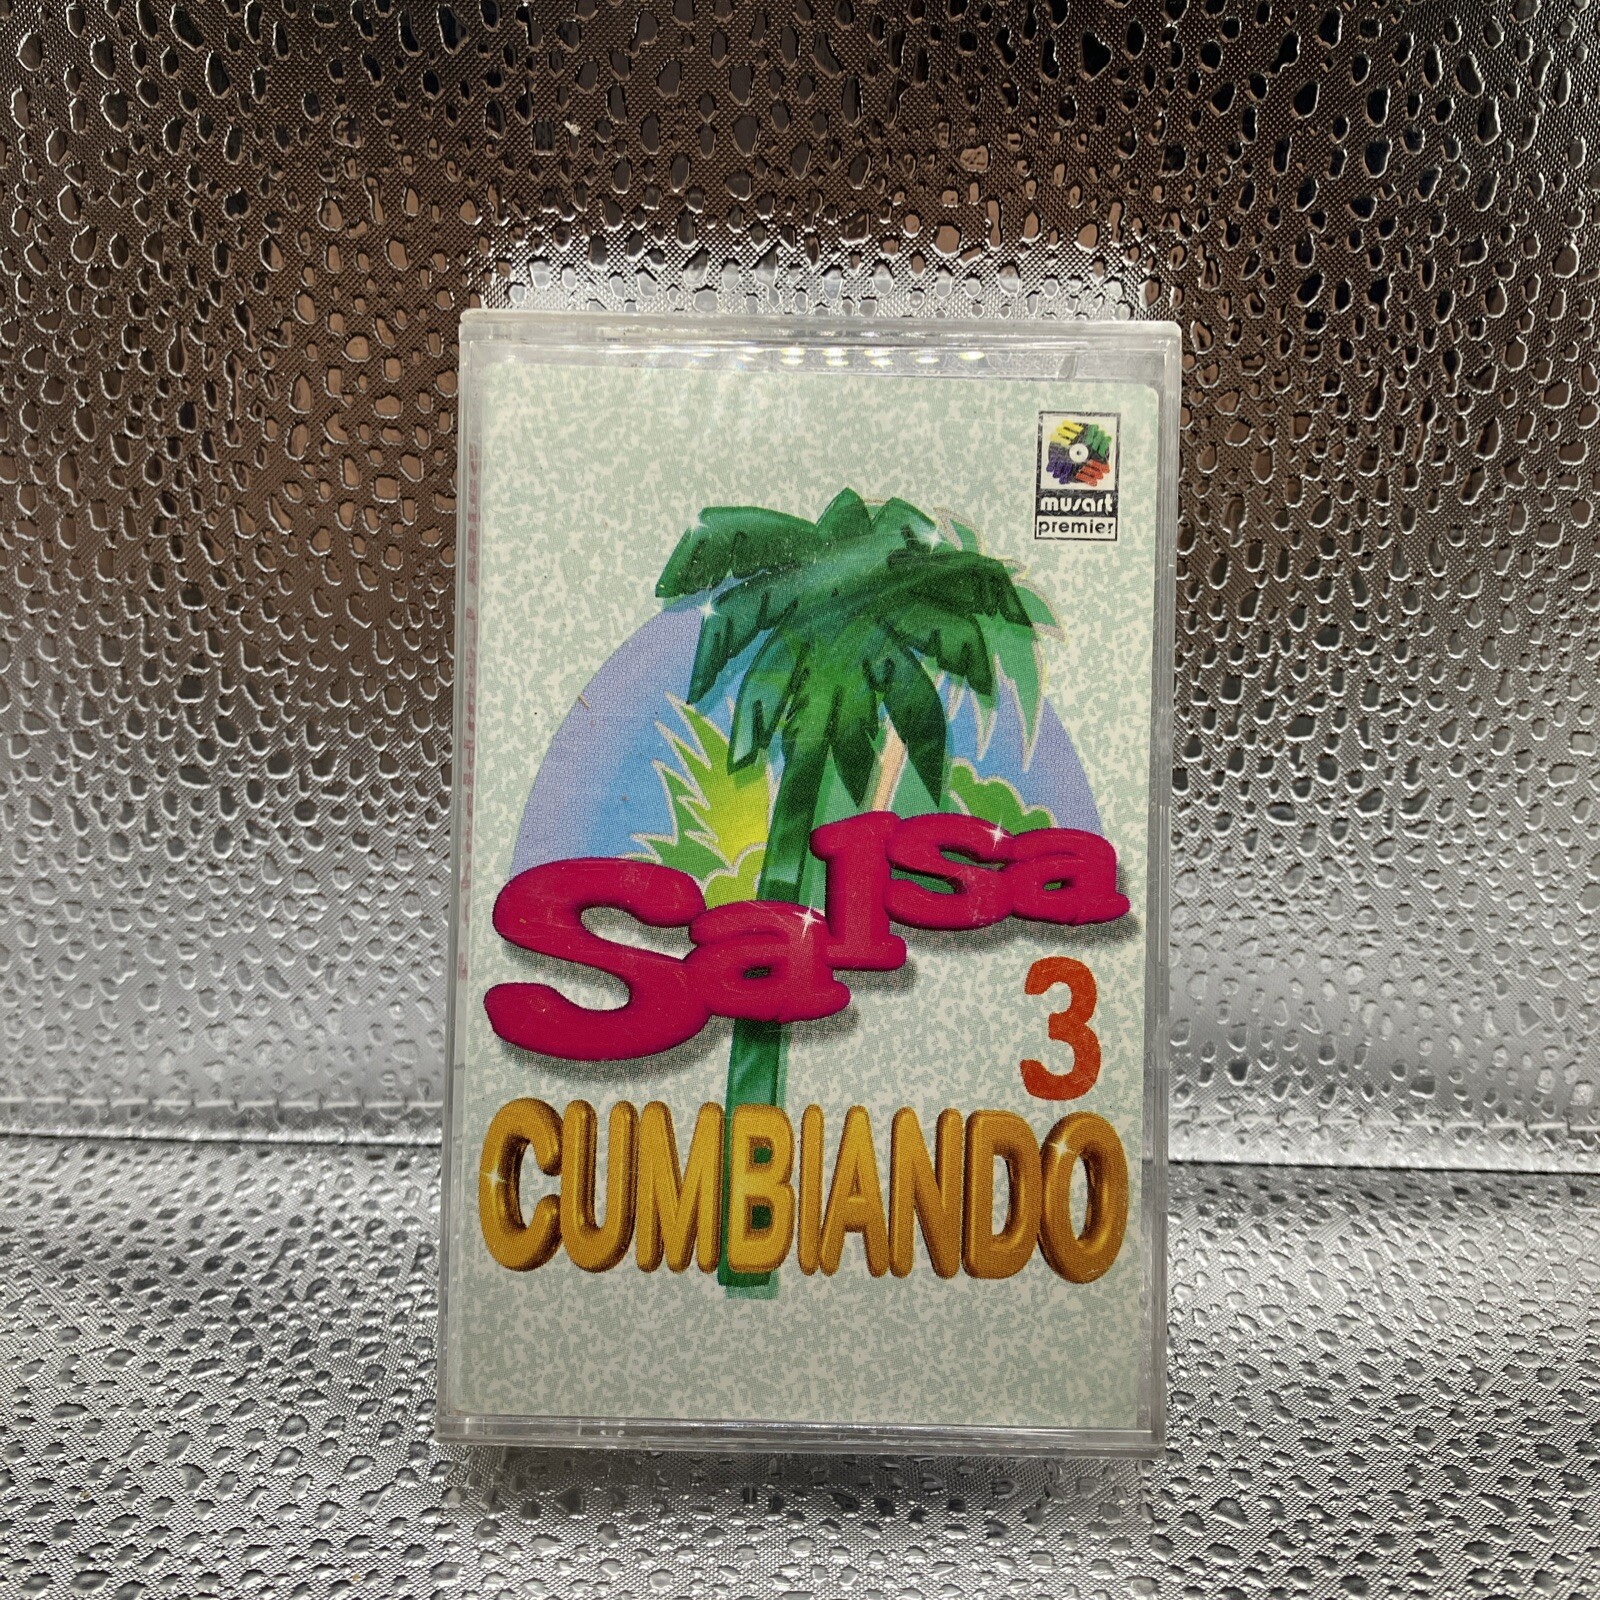 musart
premier
Salsa
3
CUMBIANDO